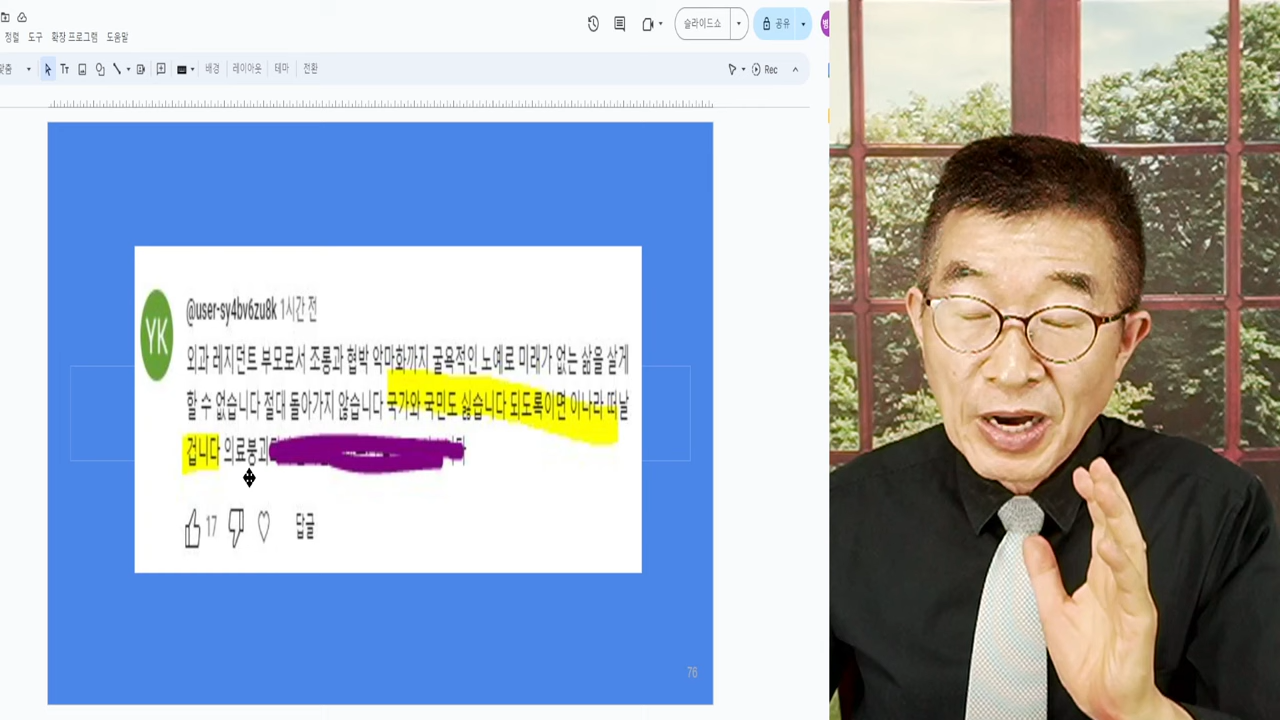 정렬 도구 확장 프로그램 도움말
슬라이드쇼
공유
배경 레이아웃 테마 전환
Rec
YK
@user-sy4bv6zu8k 1시간 전
외과 레지던트 부모로서 조롱과 협박 악마화까지 굴욕적인 노예로 미래가 없는 삶을 살게
할 수 없습니다 절대 돌아가지 않습니다 국가와 국민도 싫습니다 되도록이면 이나라 떠날
겁니다 의료붕괴
17
답글
76